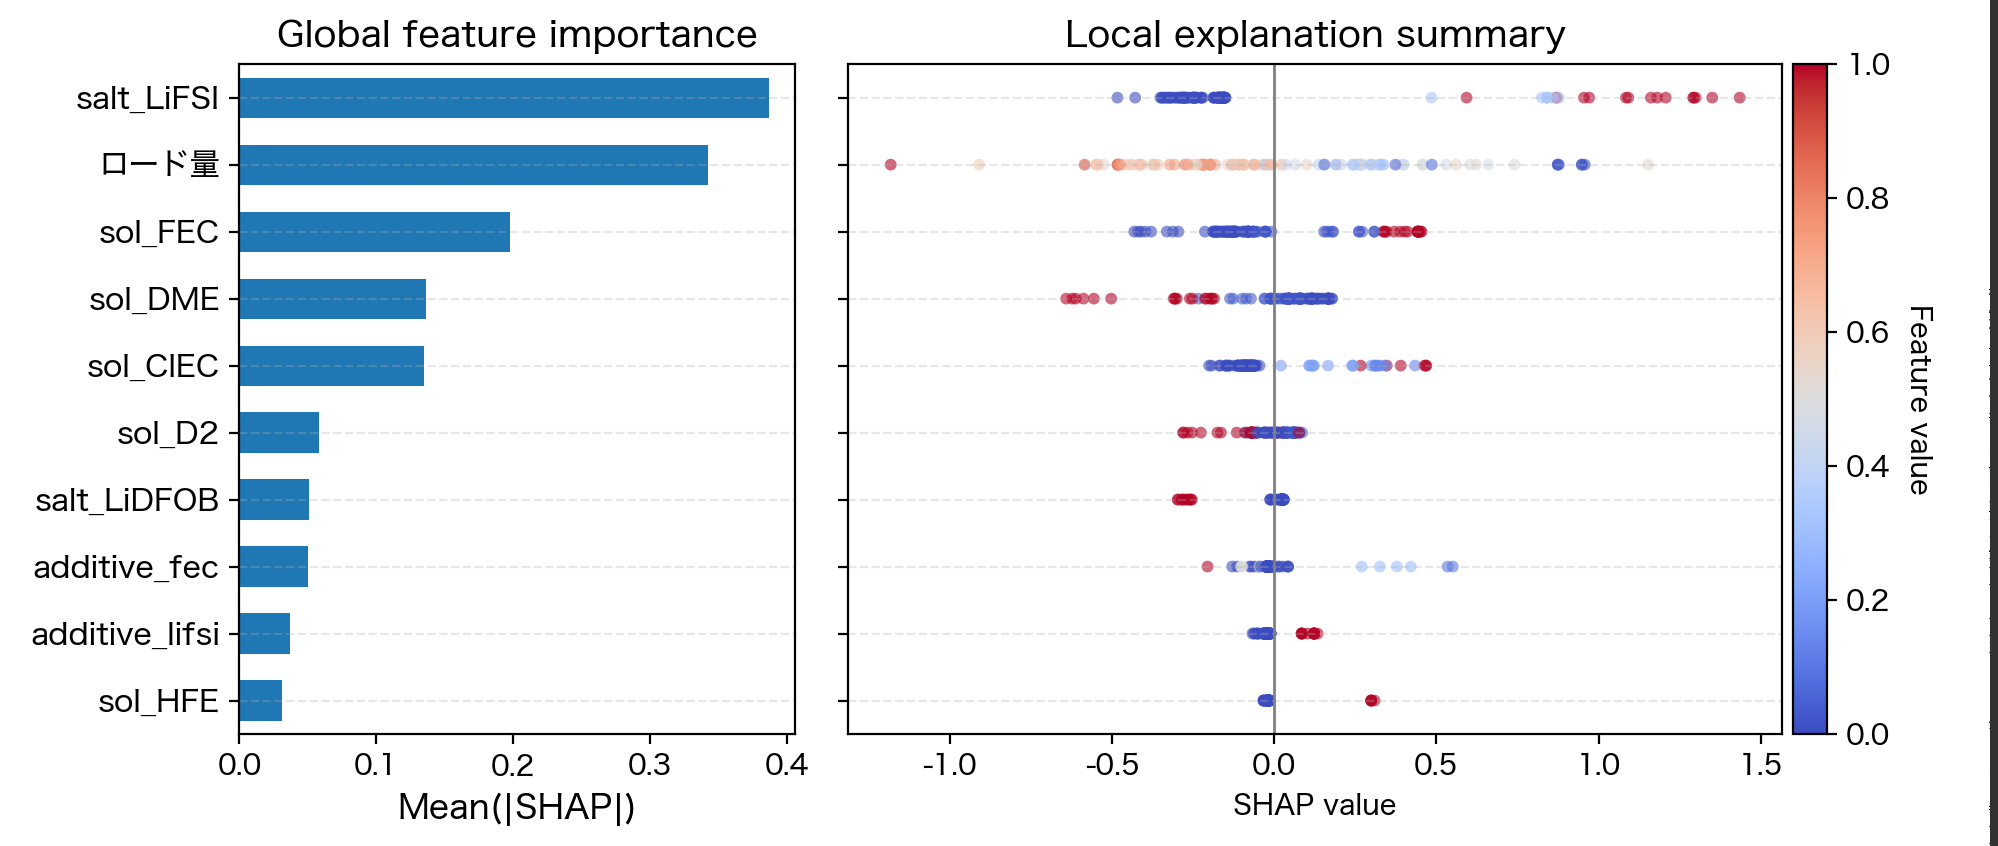 Global feature importance
Local explanation summary
salt_LiFSI
ロード量
sol_FEC
sol_DME
sol_ClEC
sol_D2
salt_LiDFOB
additive_fec
additive_lifsi
sol_HFE
0.0 0.1 0.2 0.3 0.4
Mean(|SHAP|)
-1.0 -0.5 0.0 0.5 1.0 1.5
SHAP value
1.0
0.8
0.6
0.4
0.2
0.0
Feature value